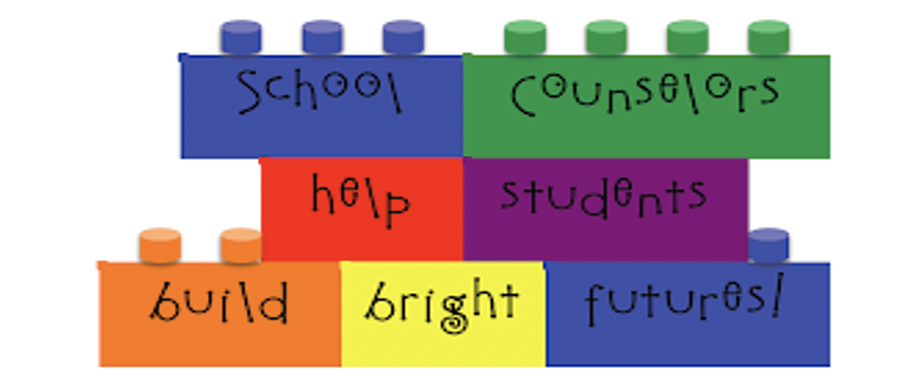 School Counselors
help students
build bright futures!